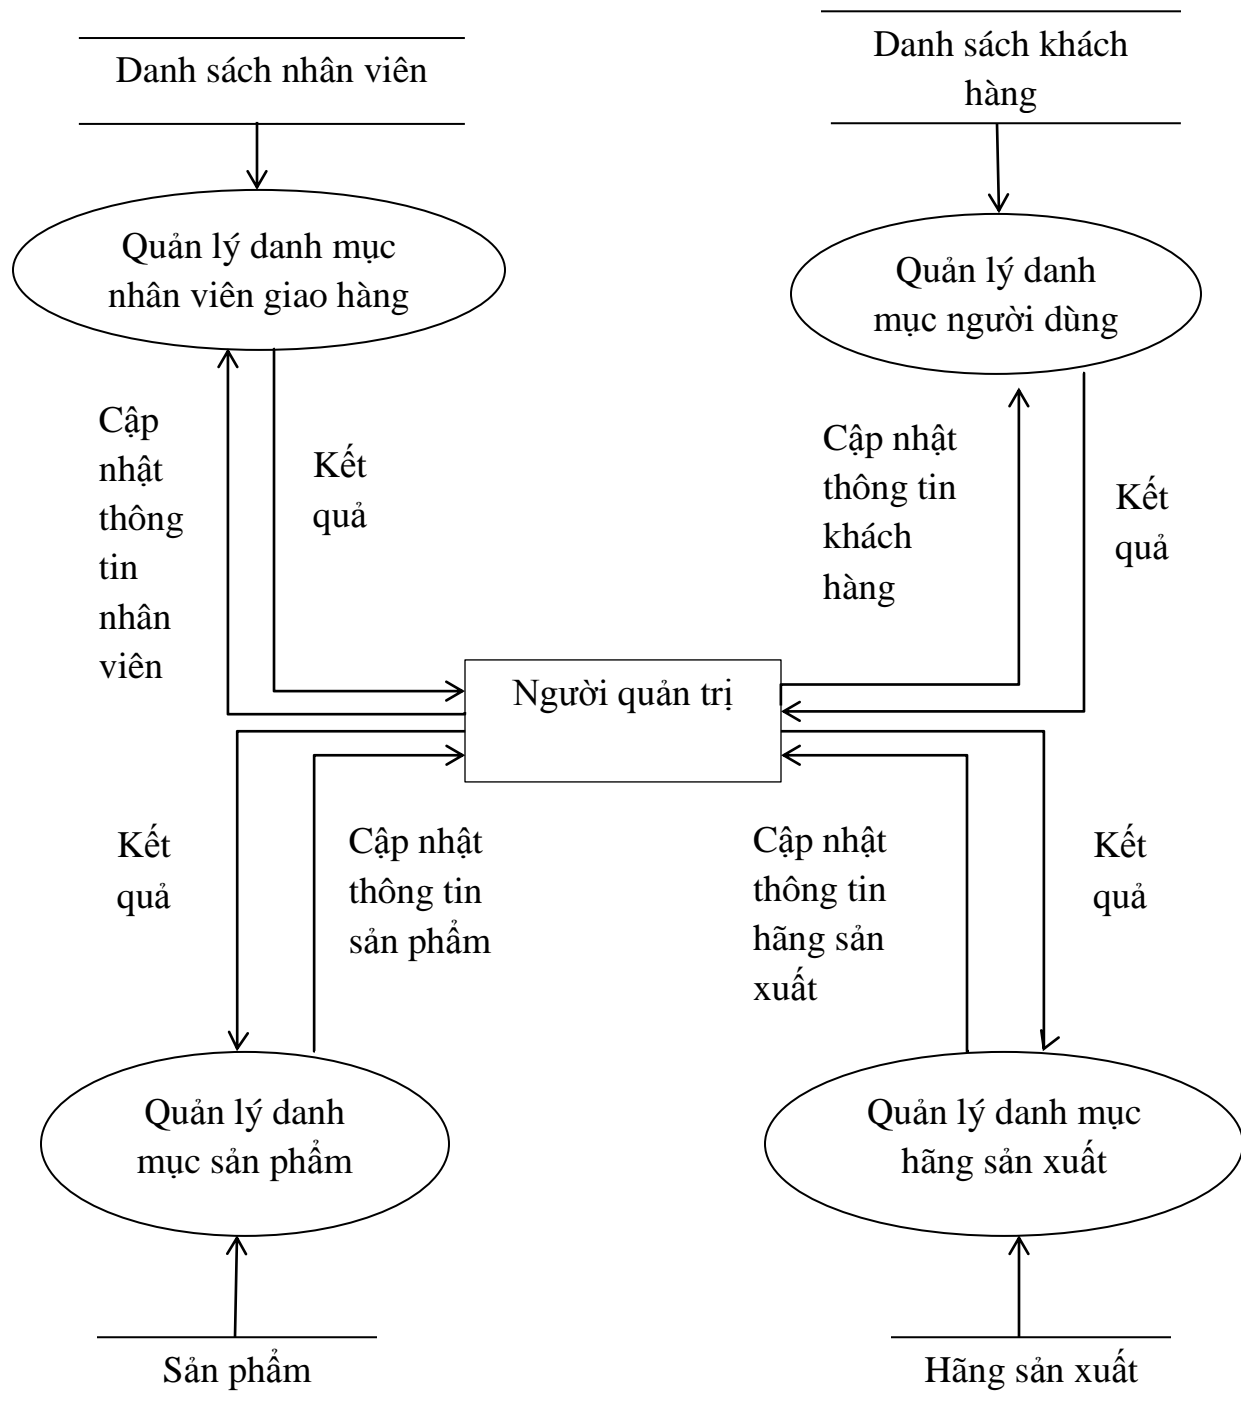 Danh sách nhân viên
Danh sách khách
hàng
Quản lý danh mục
nhân viên giao hàng
Quản lý danh
mục người dùng
Cập
nhật
thông
tin
nhân
viên
Kết
quả
Cập nhật
thông tin
khách
hàng
Kết
quả
Người quản trị
Kết
quả
Cập nhật
thông tin
sản phẩm
Cập nhật
thông tin
hãng sản
xuất
Kết
quả
Quản lý danh
mục sản phẩm
Quản lý danh mục
hãng sản xuất
Sản phẩm
Hãng sản xuất